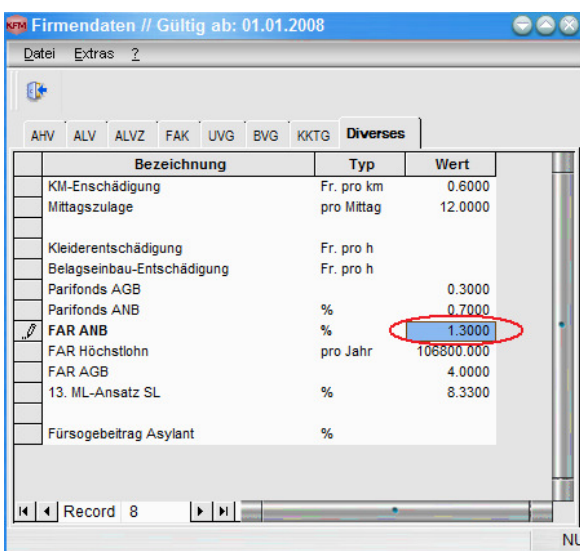 KFM Firmendaten // Gültig ab: 01.01.2008
Datei Extras ?
AHV ALV ALVZ FAK UVG BVG KKTG Diverses
Bezeichnung Typ Wert
KM-Enschädigung Fr. pro km 0.6000
Mittagszulage pro Mittag 12.0000
Kleiderentschädigung Fr. pro h
Belagseinbau-Entschädigung Fr. pro h
Parifonds AGB 0.3000
Parifonds ANB % 0.7000
FAR ANB % 1.3000
FAR Höchstlohn pro Jahr 106800.000
FAR AGB 4.0000
13. ML-Ansatz SL % 8.3300
Fürsogebeitrag Asylant %
Record 8
NU